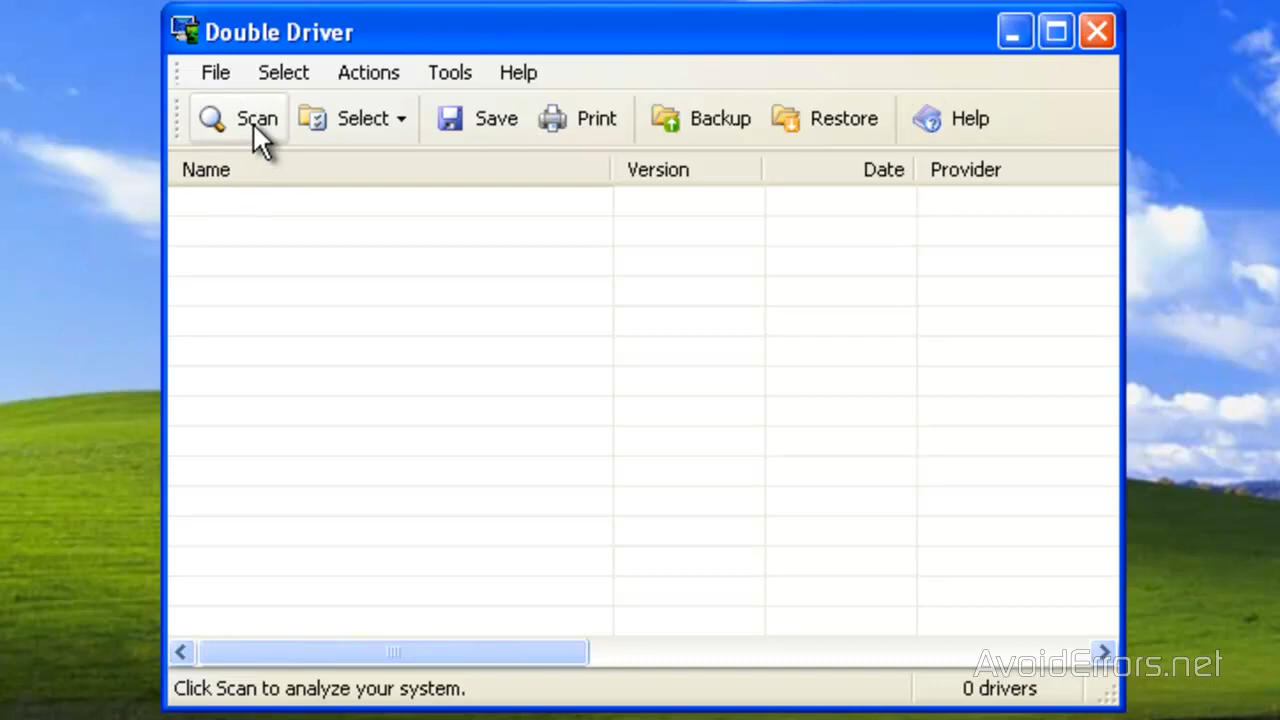 Double Driver
File Select Actions Tools Help
Scan Select Save Print Backup Restore Help
Name Version Date Provider
AvoidErrors.net
Click Scan to analyze your system. 0 drivers